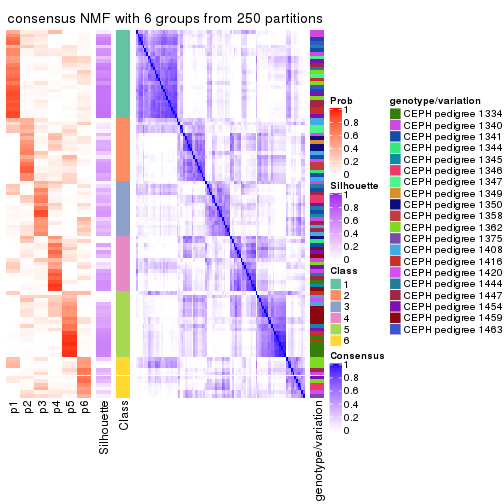 consensus NMF with 6 groups from 250 partitions
p1
p2
p3
p4
p5
p6
Silhouette
Class
genotype/variation
Prob
1
0.8
0.6
0.4
0.2
0
Silhouette
1
0.8
0.6
0.4
0.2
0
Class
1
2
3
4
5
6
Consensus
1
0.8
0.6
0.4
0.2
0
genotype/variation
CEPH pedigree 1334
CEPH pedigree 1340
CEPH pedigree 1341
CEPH pedigree 1344
CEPH pedigree 1345
CEPH pedigree 1346
CEPH pedigree 1347
CEPH pedigree 1349
CEPH pedigree 1350
CEPH pedigree 1358
CEPH pedigree 1362
CEPH pedigree 1375
CEPH pedigree 1408
CEPH pedigree 1416
CEPH pedigree 1420
CEPH pedigree 1444
CEPH pedigree 1447
CEPH pedigree 1454
CEPH pedigree 1459
CEPH pedigree 1463